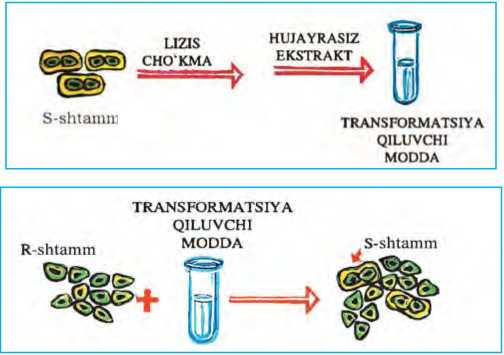 LIZIS
CHO`KMA
HUJAYRASIZ
EKSTRAKT
S-shtamm
TRANSFORMATSIYA
QILUVCHI
MODDA
TRANSFORMATSIYA
QILUVCHI
MODDA
R-shtamm
S-shtamm